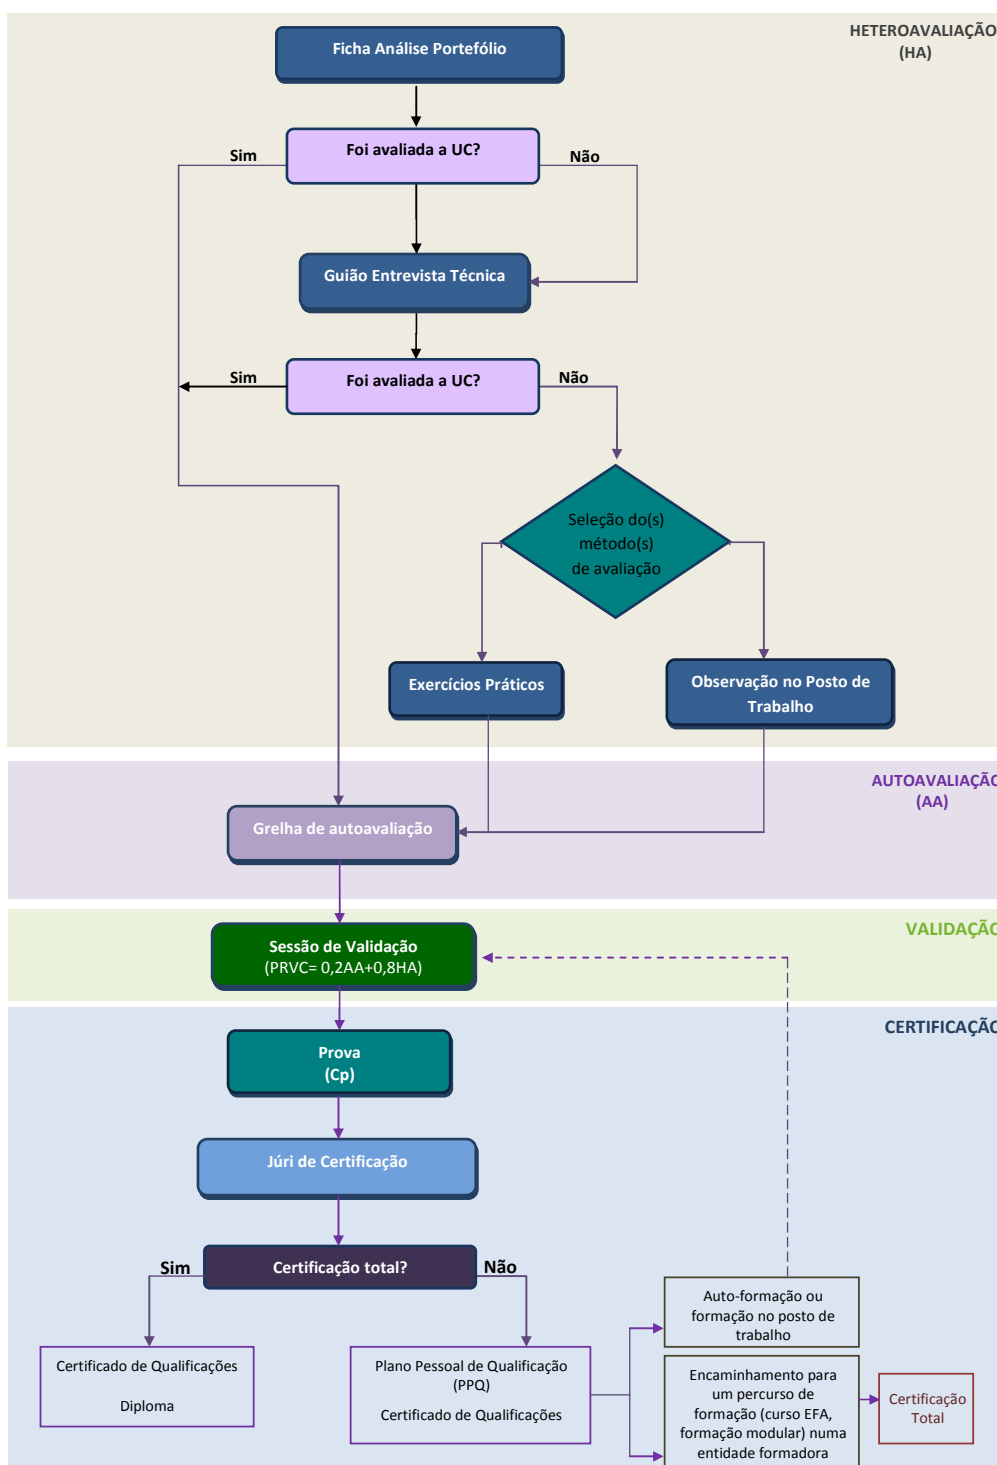 HETEROAVALIAÇÃO
(HA)
Ficha Análise Portefólio
Foi avaliada a UC?
Sim
Não
Guião Entrevista Técnica
Foi avaliada a UC?
Sim
Não
Seleção do(s)
método(s)
de avaliação
Exercícios Práticos
Observação no Posto de
Trabalho
AUTOAVALIAÇÃO
(AA)
Grelha de autoavaliação
VALIDAÇÃO
Sessão de Validação
(PRVC= 0,2AA+0,8HA)
CERTIFICAÇÃO
Prova
(Cp)
Júri de Certificação
Certificação total?
Sim
Não
Certificado de Qualificações
Diploma
Plano Pessoal de Qualificação
(PPQ)
Certificado de Qualificações
Auto-formação ou
formação no posto de
trabalho
Encaminhamento para
um percurso de
formação (curso EFA,
formação modular) numa
entidade formadora
Certificação
Total